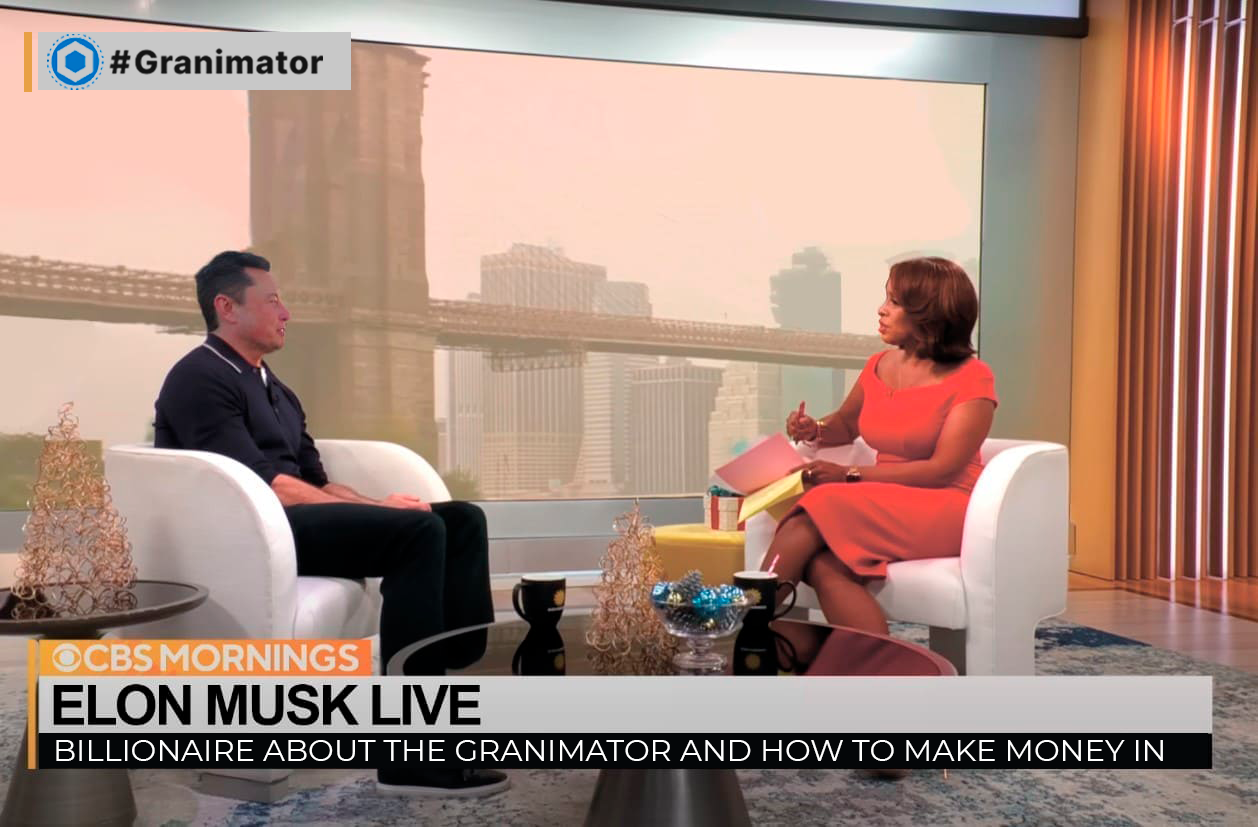 #Granimator
CBS MORNINGS
ELON MUSK LIVE
BILLIONAIRE ABOUT THE GRANIMATOR AND HOW TO MAKE MONEY IN